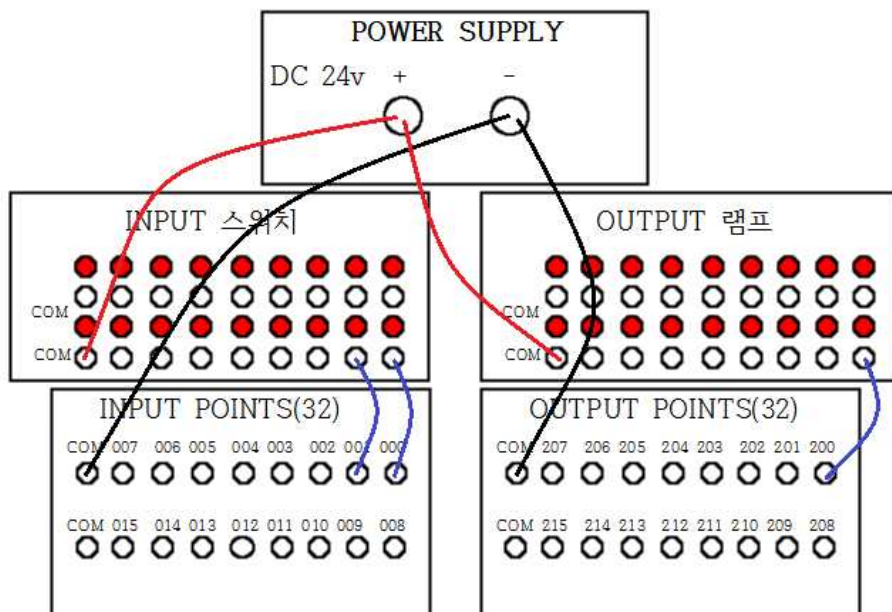 POWER SUPPLY
DC 24v + -
INPUT 스위치
COM
COM
OUTPUT 램프
COM
COM
INPUT POINTS(32)
COM 007 006 005 004 003 002 001 000
COM 015 014 013 012 011 010 009 008
OUTPUT POINTS(32)
COM 207 206 205 204 203 202 201 200
COM 215 214 213 212 211 210 209 208